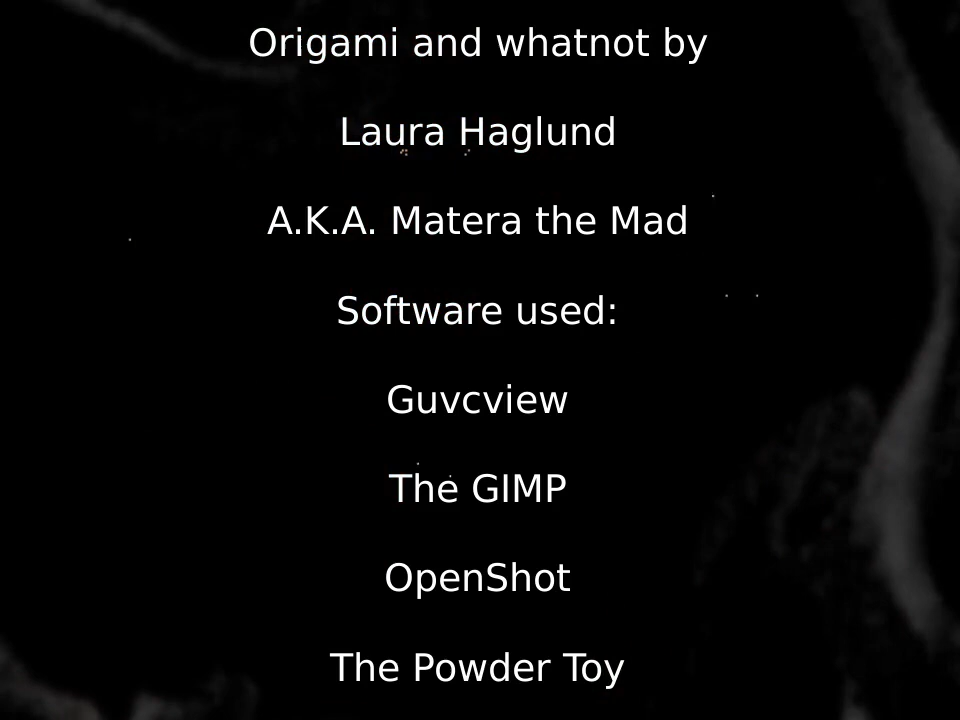 Origami and whatnot by
Laura Haglund
A.K.A. Matera the Mad
Software used:
Guvcview
The GIMP
OpenShot
The Powder Toy